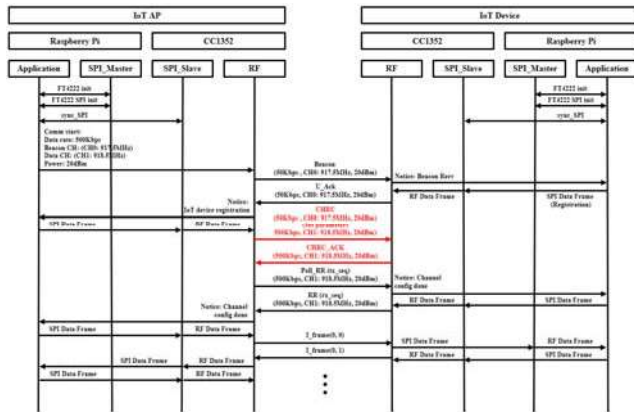 IoT AP
IoT Device
Raspberry Pi
CC1352
CC1352
Raspberry Pi
Application
SPI_Master
SPI_Slave
RF
RF
SPI_Slave
SPI_Master
Application
FT4222 init
FT4222 init
FT4222 SPI init
FT4222 SPI init
sync_SPI
sync_SPI
Comm start:
Data rate: 500Kbps
Beacon CH: (CH0: 917.5MHz)
Data CH: (CH1: 918.5MHz)
Power: 20dBm
Beacon
(50Kbps, CH0: 917.5MHz, 20dBm)
Notice: Beacon Recv
U_Ack
(50Kbps, CH0: 917.5MHz, 20dBm)
RF Data Frame
SPI Data Frame
(Registration)
Notice:
IoT device registration
SPI Data Frame
RF Data Frame
CHRC
(50Kbps, CH0: 917.5MHz, 20dBm)
500Kbps, CH1: 918.5MHz, 20dBm)
CHRC_ACK
(500Kbps, CH1: 918.5MHz, 20dBm)
Poll_RR (tx_seq)
(500Kbps, CH1: 918.5MHz, 20dBm)
Notice: Channel
config done
RR (rx_seq)
(500Kbps, CH1: 918.5MHz, 20dBm)
RF Data Frame
SPI Data Frame
Notice: Channel
config done
SPI Data Frame
RF Data Frame
I_frame(0, 0)
SPI Data Frame
RF Data Frame
I_frame(0, 1)
SPI Data Frame
RF Data Frame
RF Data Frame
SPI Data Frame
SPI Data Frame
RF Data Frame